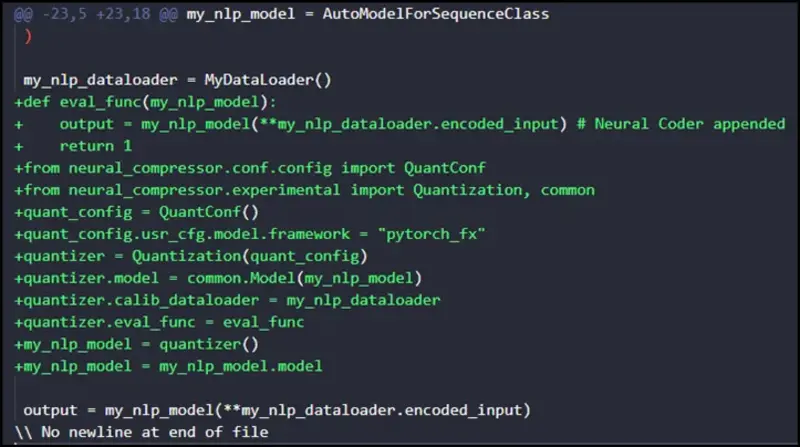 @@ -23,5 +23,18 @@ my_nlp_model = AutoModelForSequenceClass
 )

 my_nlp_dataloader = MyDataLoader()
+def eval_func(my_nlp_model):
+    output = my_nlp_model(**my_nlp_dataloader.encoded_input) # Neural Coder appended
+    return 1
+from neural_compressor.conf.config import QuantConf
+from neural_compressor.experimental import Quantization, common
+quant_config = QuantConf()
+quant_config.usr_cfg.model.framework = "pytorch_fx"
+quantizer = Quantization(quant_config)
+quantizer.model = common.Model(my_nlp_model)
+quantizer.calib_dataloader = my_nlp_dataloader
+quantizer.eval_func = eval_func
+my_nlp_model = quantizer()
+my_nlp_model = my_nlp_model.model

 output = my_nlp_model(**my_nlp_dataloader.encoded_input)
\\ No newline at end of file